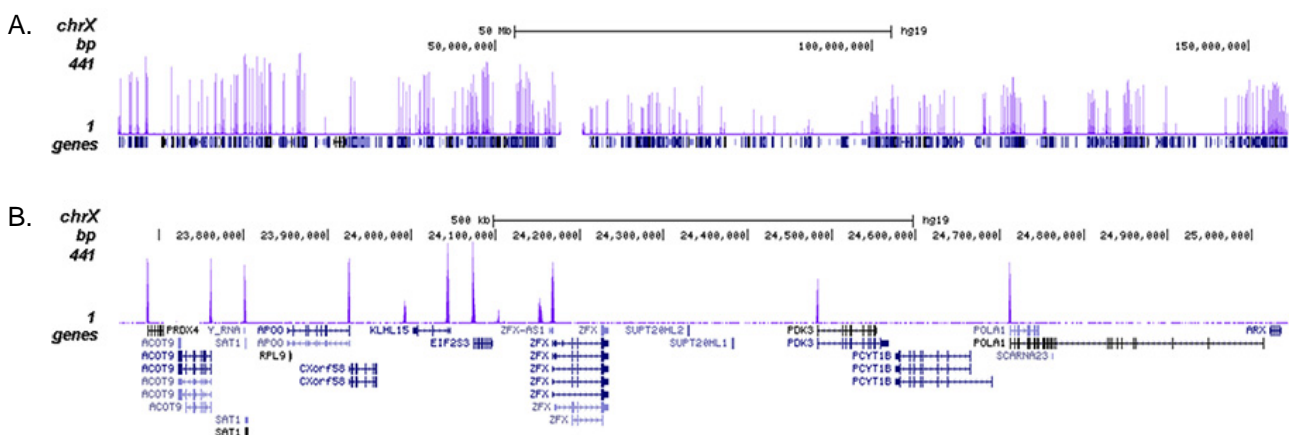 A. chrX 50 Mb hg19
bp 50,000,000 100,000,000 150,000,000
441
1
genes
B. chrX 500 kb hg19
bp 23,800,000 23,900,000 24,000,000 24,100,000 24,200,000 24,300,000 24,400,000 24,500,000 24,600,000 24,700,000 24,800,000 24,900,000 25,000,000
441
1
genes PRDX4 Y_RNA APOO KLHL15 ZFX-AS1 ZFX SUPT20HL2 PDK3 POLA1 ARX
ACOT9 SAT1 APOO EIF2S3 ZFX SUPT20HL1 PDK3 POLA1
ACOT9 RPL9 ZFX PCYT1B SCARNA23
ACOT9 CXorf58 ZFX PCYT1B
ACOT9 CXorf58 ZFX PCYT1B
ACOT9 ZFX
SAT1 ZFX
SAT1